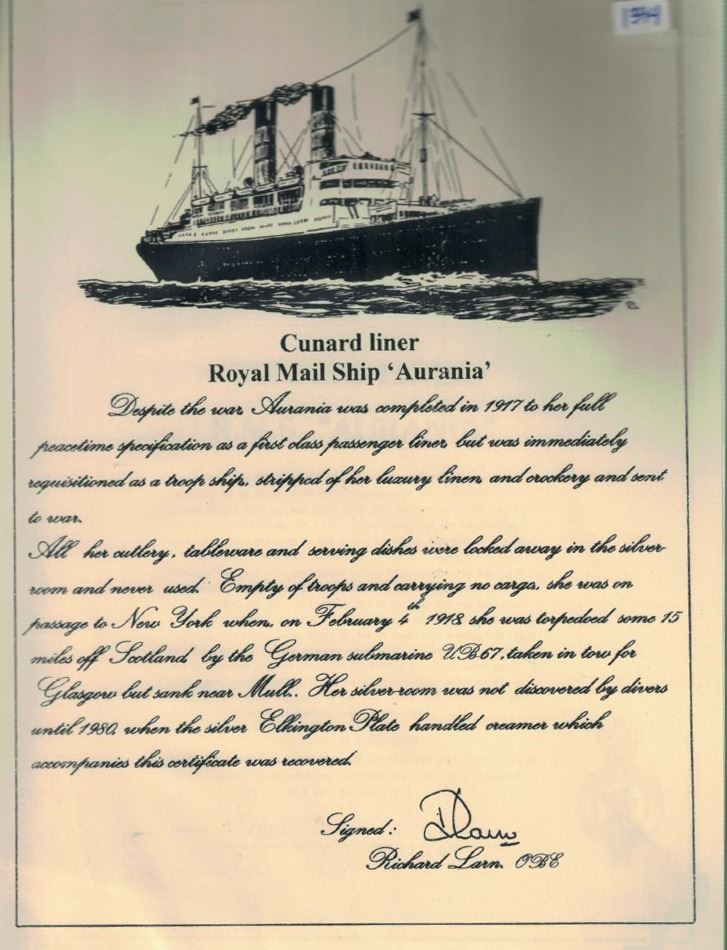 1374
Cunard liner
Royal Mail Ship ‘Aurania’
Despite the war Aurania was completed in 1917 to her full
peacetime specification as a first class passenger liner, but was immediately
requisitioned as a troop ship, stripped of her luxury linen and crockery and sent
to war.
All her cutlery, tableware and serving dishes were locked away in the silver-
room and never used. Empty of troops and carrying no cargo, she was on
passage to New York when, on February 4th 1918, she was torpedoed some 15
miles off Scotland by the German submarine UB67, taken in tow for
Glasgow but sank near Mull.. Her silver-room was not discovered by divers
until 1980, when the silver Elkington Plate handled creamer which
accompanies this certificate was recovered.
Signed:
Richard Larn. OBE